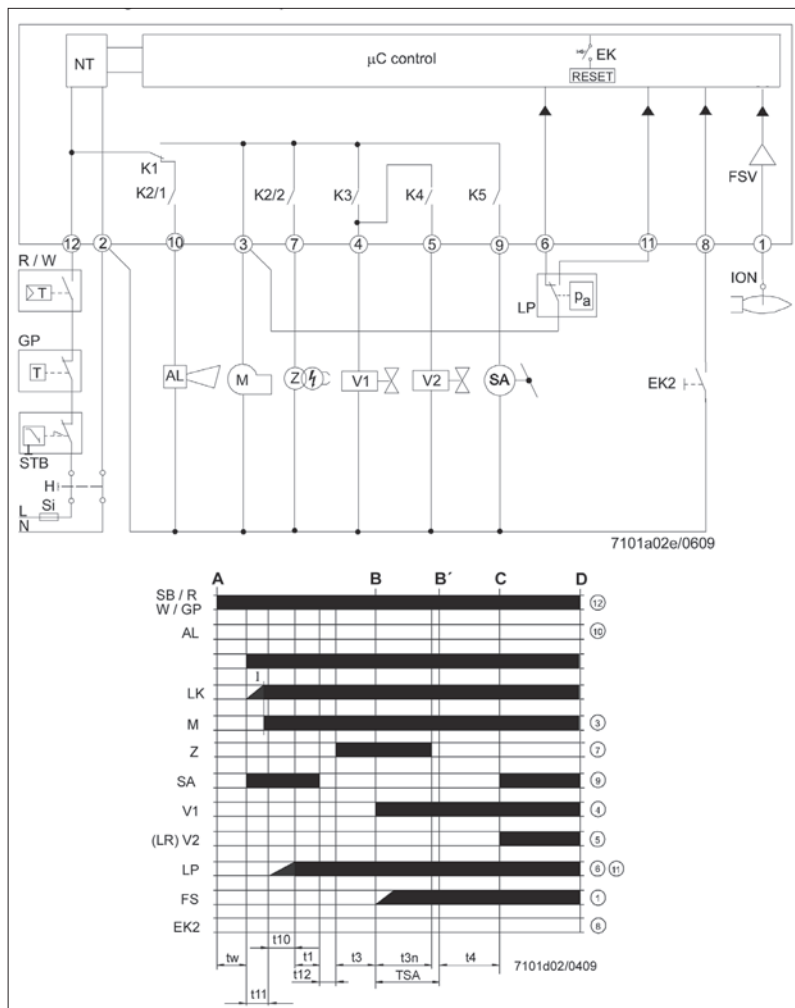 NT
μC control
EK
RESET
K1
K2/1
K2/2
K3
K4
K5
FSV
12 2 10 3 7 4 5 9 6 11 8 1
R / W
T
GP
T
STB
H
Si
L
N
AL
M
Z
V1
V2
SA
LP
pa
ION
EK2
7101a02e/0609
A B B´ C D
SB / R
W / GP
12
AL
10
I
LK
M
3
Z
7
SA
9
V1
4
(LR) V2
5
LP
6 11
FS
1
EK2
8
t10
tw t1 t3 t3n t4
t12 TSA
t11
7101d02/0409